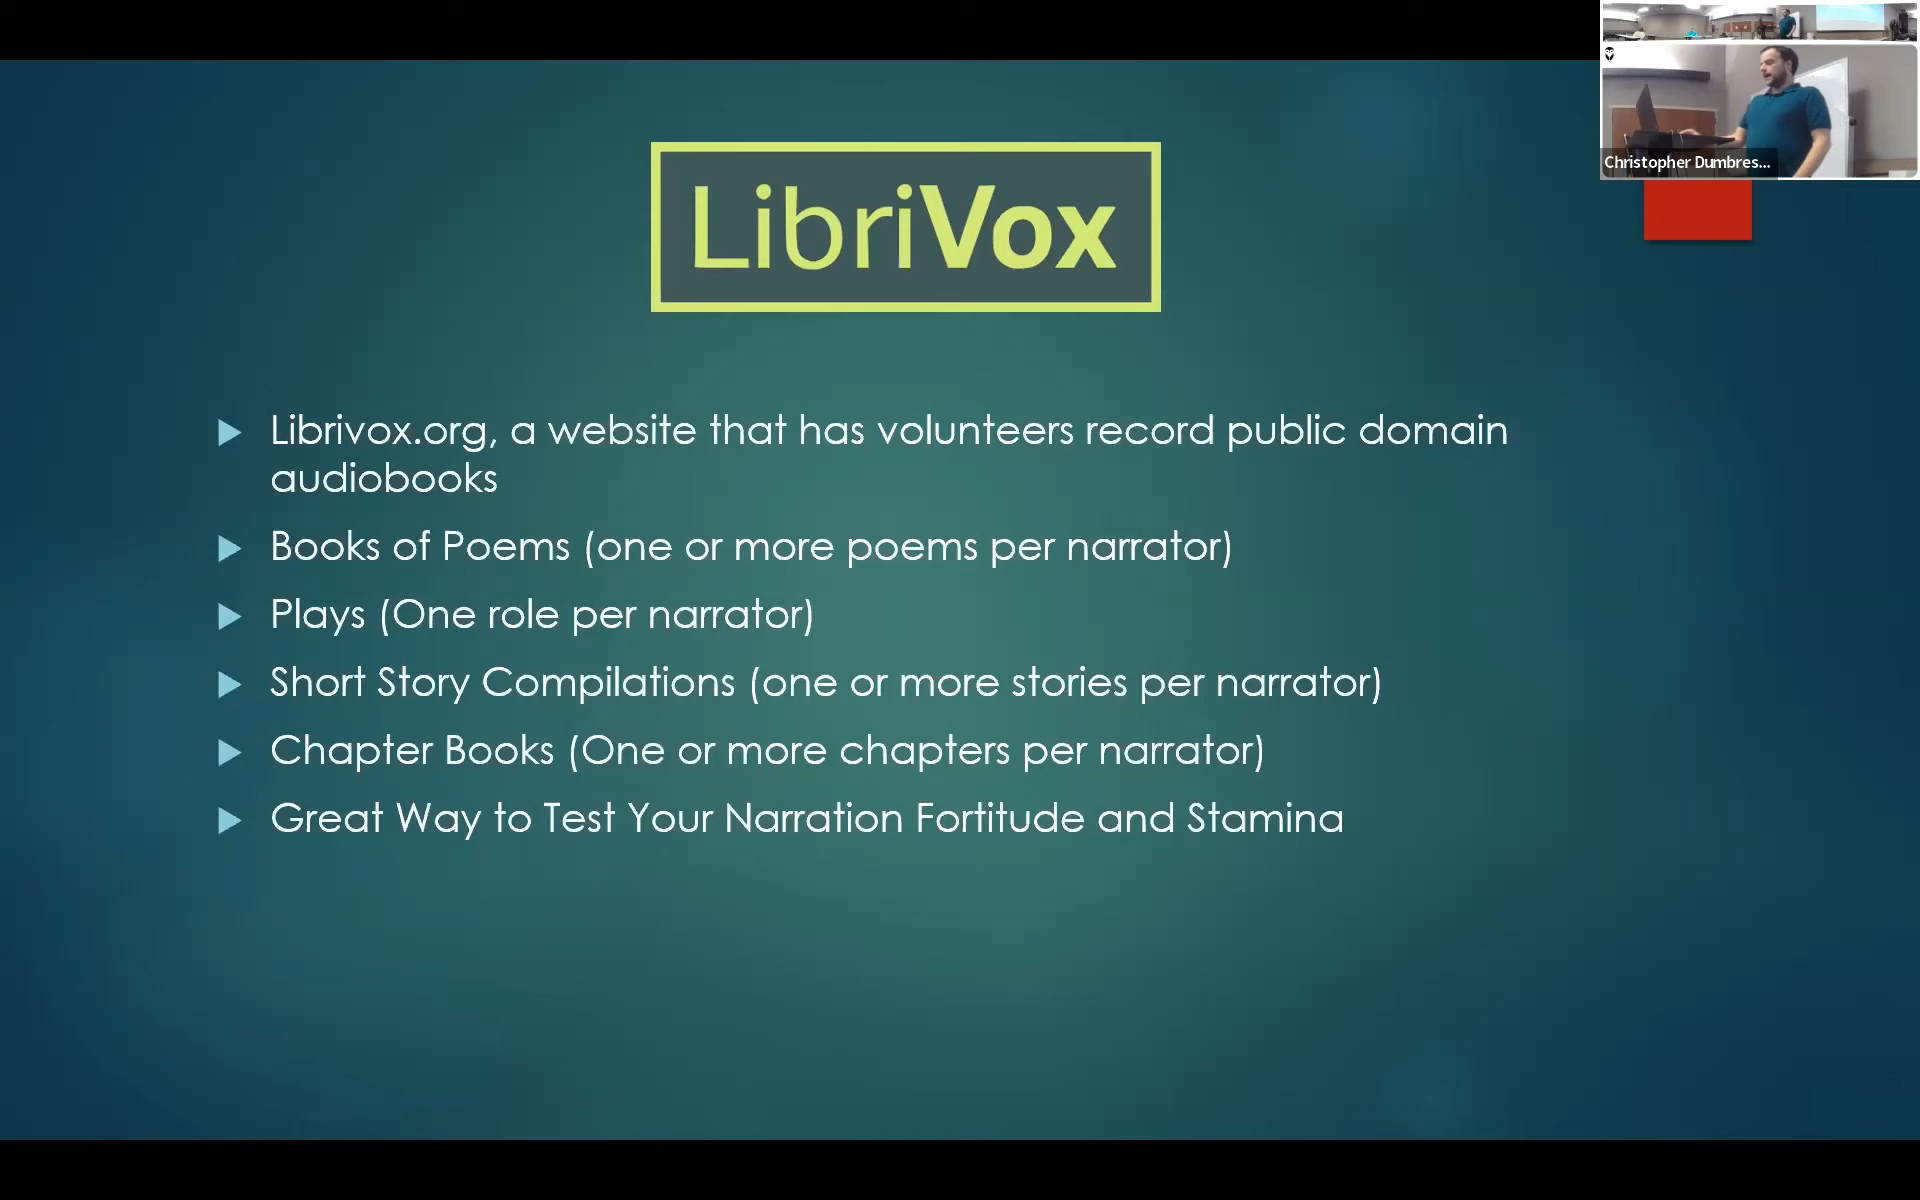 Christopher Dumbres...
LibriVox
Librivox.org, a website that has volunteers record public domain
audiobooks
Books of Poems (one or more poems per narrator)
Plays (One role per narrator)
Short Story Compilations (one or more stories per narrator)
Chapter Books (One or more chapters per narrator)
Great Way to Test Your Narration Fortitude and Stamina